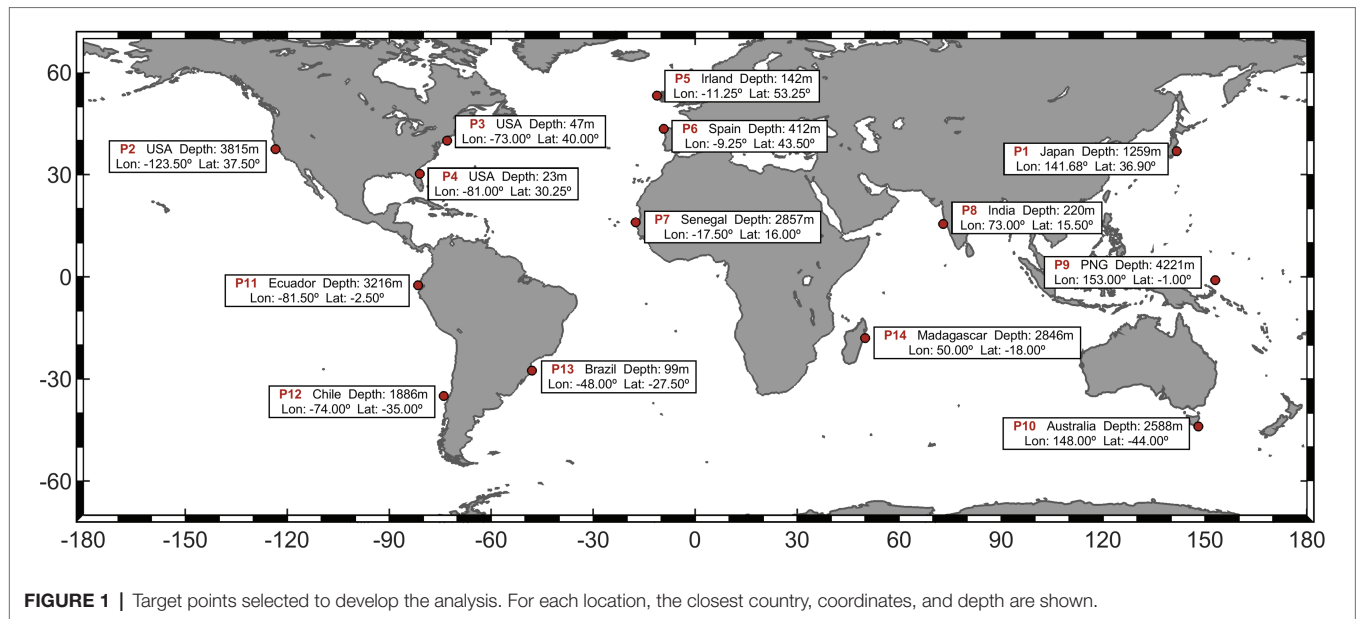 60
30
0
-30
-60
P5 Irland Depth: 142m
Lon: -11.25º Lat: 53.25º
P3 USA Depth: 47m
Lon: -73.00º Lat: 40.00º
P6 Spain Depth: 412m
Lon: -9.25º Lat: 43.50º
P2 USA Depth: 3815m
Lon: -123.50º Lat: 37.50º
P1 Japan Depth: 1259m
Lon: 141.68º Lat: 36.90º
P4 USA Depth: 23m
Lon: -81.00º Lat: 30.25º
P8 India Depth: 220m
Lon: 73.00º Lat: 15.50º
P7 Senegal Depth: 2857m
Lon: -17.50º Lat: 16.00º
P9 PNG Depth: 4221m
Lon: 153.00º Lat: -1.00º
P11 Ecuador Depth: 3216m
Lon: -81.50º Lat: -2.50º
P14 Madagascar Depth: 2846m
Lon: 50.00º Lat: -18.00º
P13 Brazil Depth: 99m
Lon: -48.00º Lat: -27.50º
P12 Chile Depth: 1886m
Lon: -74.00º Lat: -35.00º
P10 Australia Depth: 2588m
Lon: 148.00º Lat: -44.00º
-180 -150 -120 -90 -60 -30 0 30 60 90 120 150 180
FIGURE 1 | Target points selected to develop the analysis. For each location, the closest country, coordinates, and depth are shown.